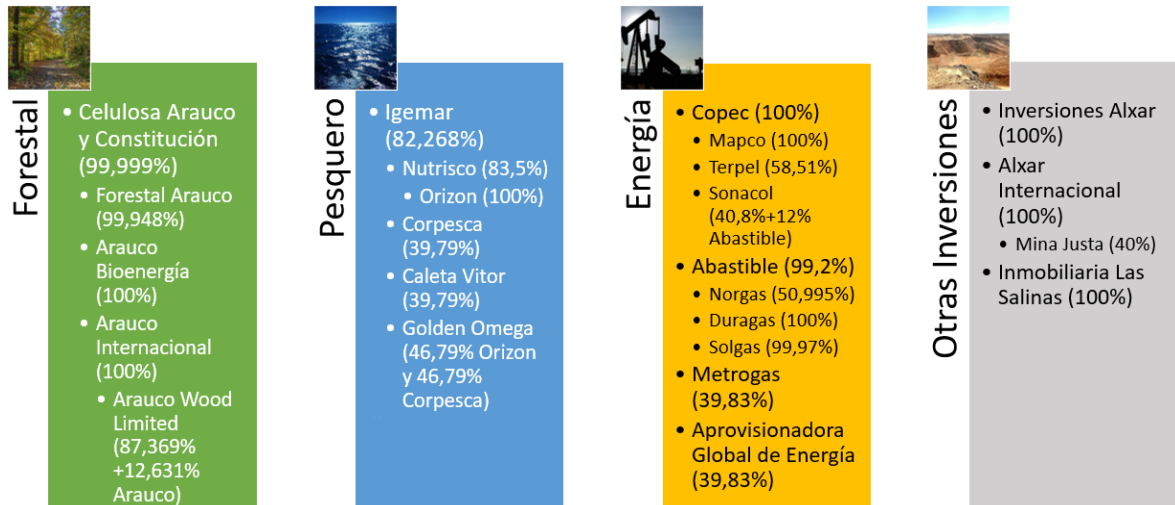 Forestal
• Celulosa Arauco
y Constitución
(99,999%)
• Forestal Arauco
(99,948%)
• Arauco
Bioenergía
(100%)
• Arauco
Internacional
(100%)
• Arauco Wood
Limited
(87,369%
+12,631%
Arauco)
Pesquero
• Igemar
(82,268%)
• Nutrisco (83,5%)
• Orizon (100%)
• Corpesca
(39,79%)
• Caleta Vitor
(39,79%)
• Golden Omega
(46,79% Orizon
y 46,79%
Corpesca)
Energía
• Copec (100%)
• Mapco (100%)
• Terpel (58,51%)
• Sonacol
(40,8%+12%
Abastible)
• Abastible (99,2%)
• Norgas (50,995%)
• Duragas (100%)
• Solgas (99,97%)
• Metrogas
(39,83%)
• Aprovisionadora
Global de Energía
(39,83%)
Otras Inversiones
• Inversiones Alxar
(100%)
• Alxar
Internacional
(100%)
• Mina Justa (40%)
• Inmobiliaria Las
Salinas (100%)